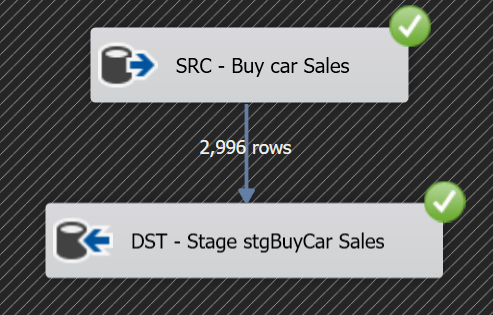 SRC - Buy car Sales
2,996 rows
DST - Stage stgBuyCar Sales